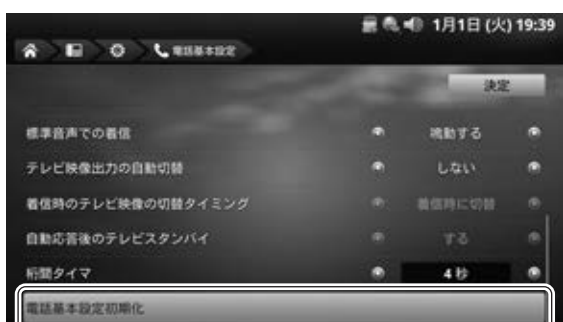 1月1日 (火) 19:39
電話基本設定
決定
標準音声での着信 鳴動する
テレビ映像出力の自動切替 しない
着信時のテレビ映像の切替タイミング 着信時に切替
自動応答後のテレビスタンバイ する
桁間タイマ 4 秒
電話基本設定初期化